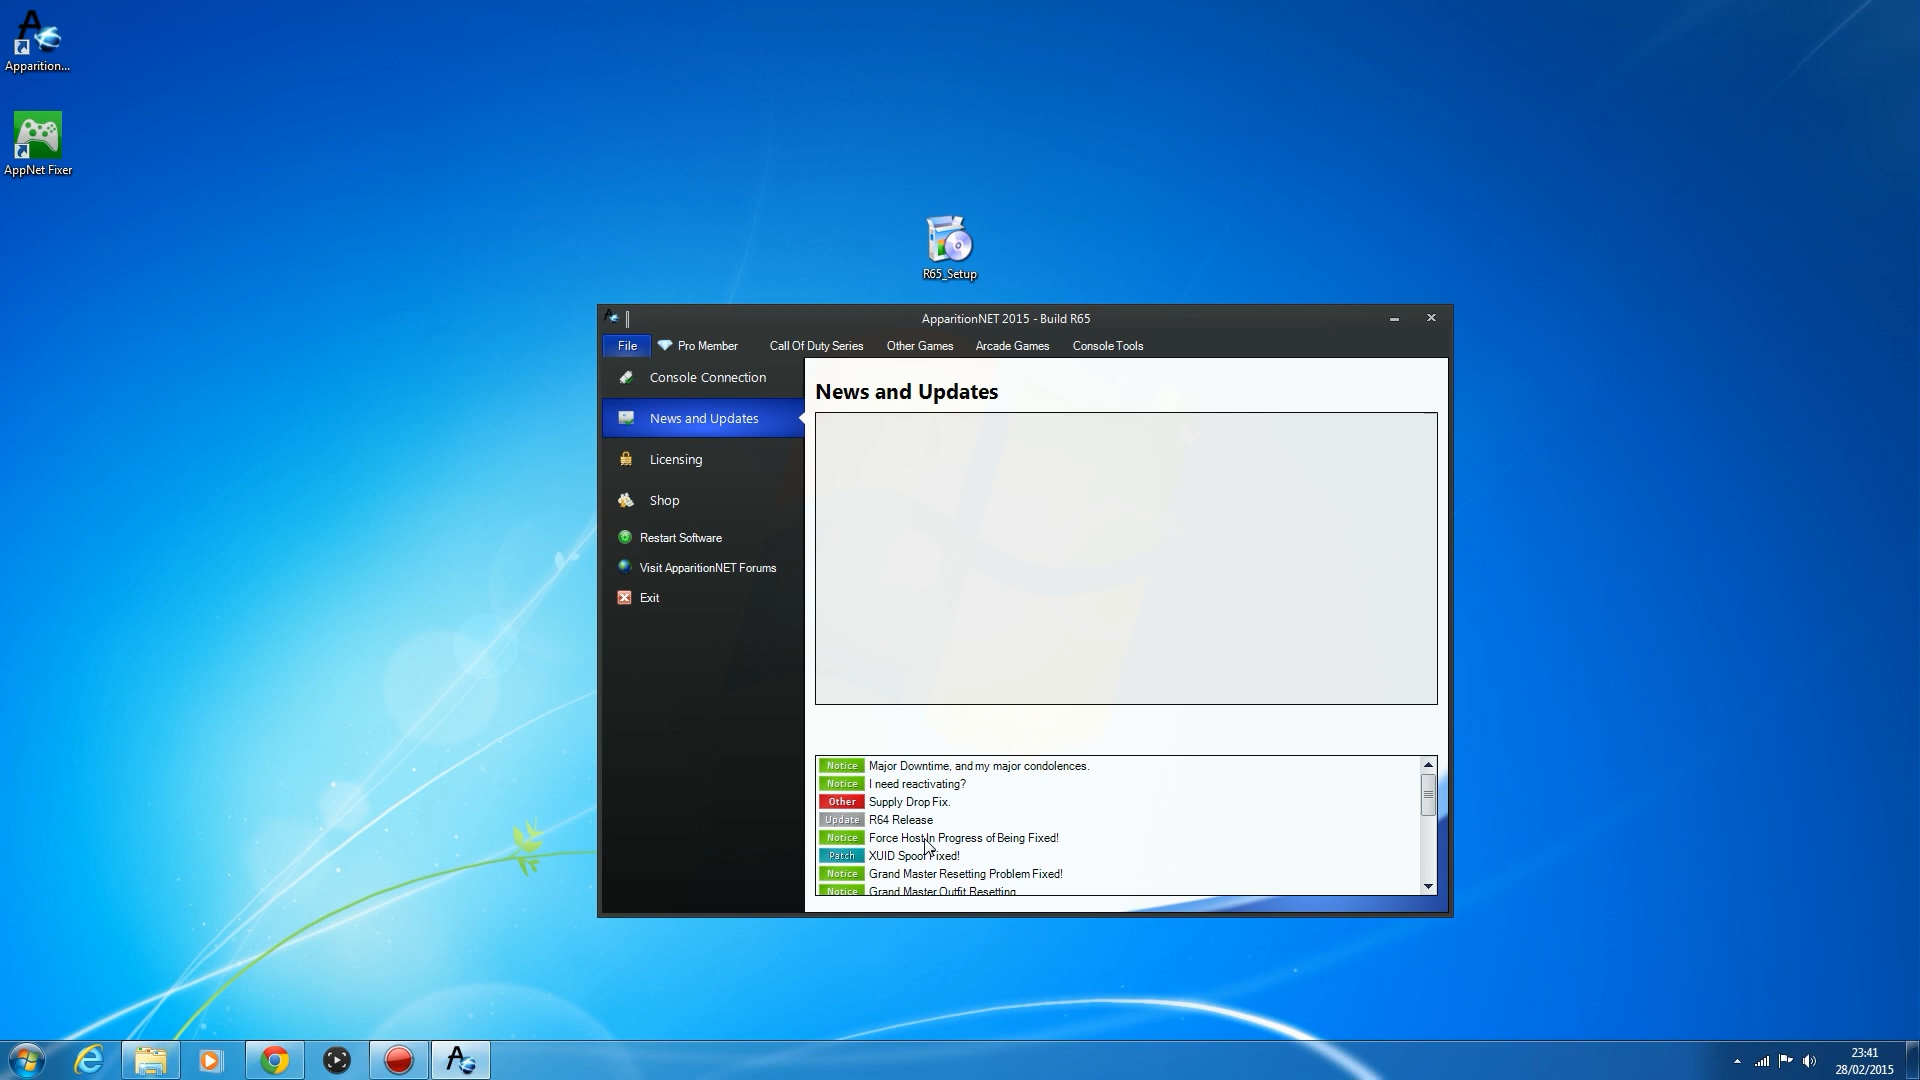 Apparition...
AppNet Fixer
R65_Setup
ApparitionNET 2015 - Build R65
File Pro Member Call Of Duty Series Other Games Arcade Games Console Tools
Console Connection
News and Updates
Licensing
Shop
Restart Software
Visit ApparitionNET Forums
Exit
News and Updates
Notice Major Downtime, and my major condolences.
Notice I need reactivating?
Other Supply Drop Fix.
Update R64 Release
Notice Force Host In Progress of Being Fixed!
Patch XUID Spoof Fixed!
Notice Grand Master Resetting Problem Fixed!
Notice Grand Master Outfit Resetting
23:41
28/02/2015